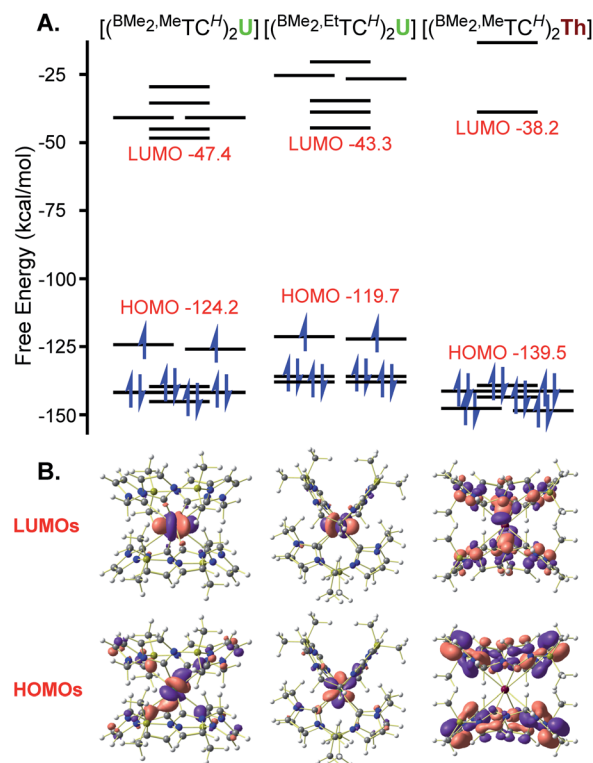 A.
[(BMe2,MeTCH)2U] [(BMe2,EtTCH)2U] [(BMe2,MeTCH)2Th]
Free Energy (kcal/mol)
-25
-50
-75
-100
-125
-150
LUMO -47.4
LUMO -43.3
LUMO -38.2
HOMO -124.2
HOMO -119.7
HOMO -139.5
B.
LUMOs
HOMOs